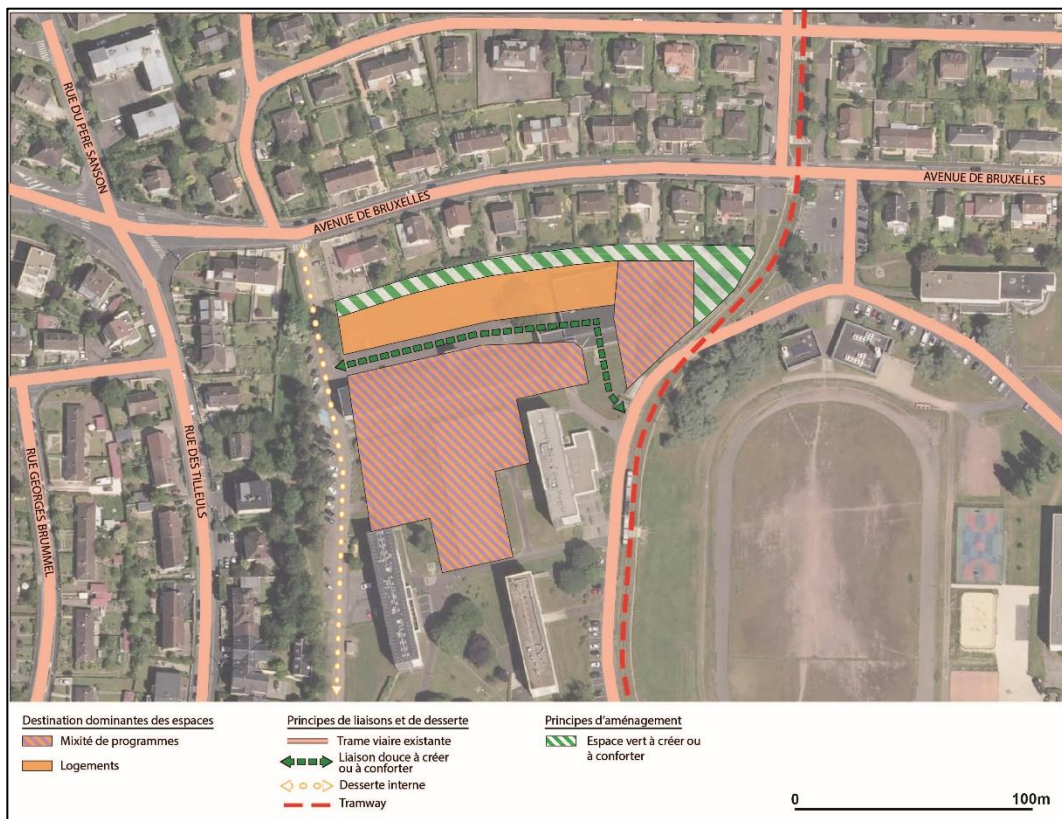 RUE DU PERE SANSON
AVENUE DE BRUXELLES
AVENUE DE BRUXELLES
RUE GEORGES BRUMMEL
RUE DES TILLEULS
Destination dominantes des espaces
Mixité de programmes
Logements
Principes de liaisons et de desserte
Trame viaire existante
Liaison douce à créer
ou à conforter
Desserte interne
Tramway
Principes d'aménagement
Espace vert à créer ou
à conforter
0 100m